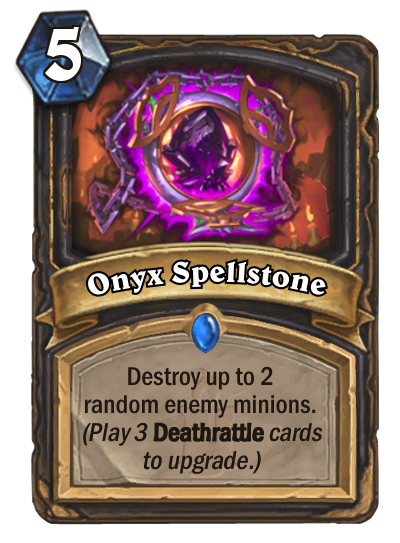 5
Onyx Spellstone
Destroy up to 2
random enemy minions.
(Play 3 Deathrattle cards
to upgrade.)